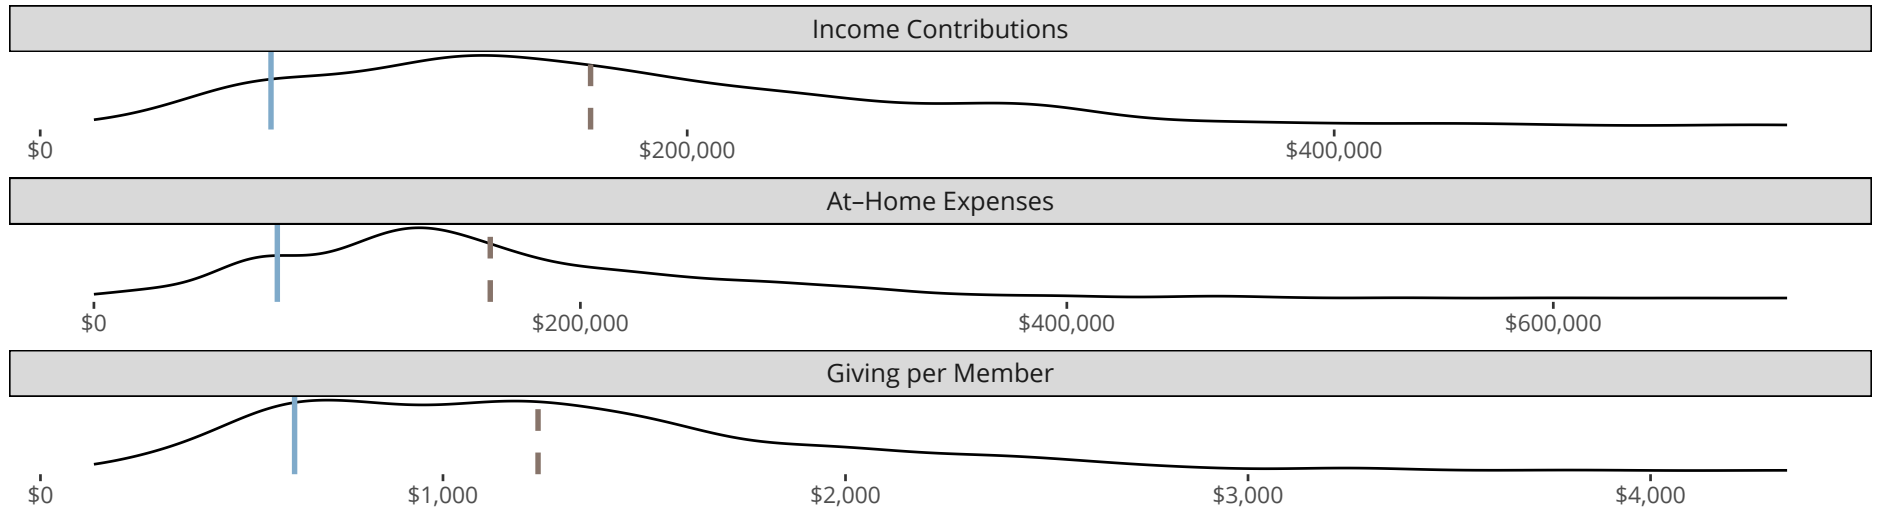 Income Contributions
$0 $200,000 $400,000
At–Home Expenses
$0 $200,000 $400,000 $600,000
Giving per Member
$0 $1,000 $2,000 $3,000 $4,000